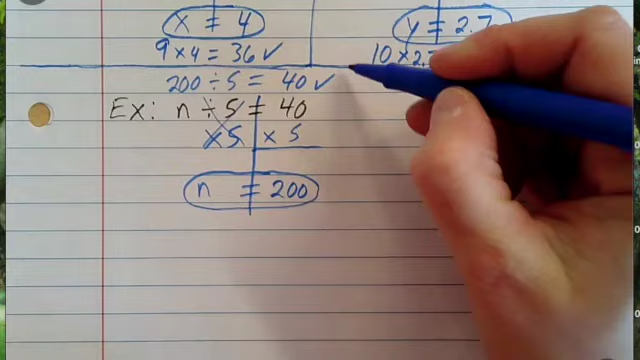 x = 4
y = 2.7
9 x 4 = 36 ✓
10 x 2.
200 ÷ 5 = 40 ✓
Ex: n ÷ 5 = 40
x 5 x 5
n = 200